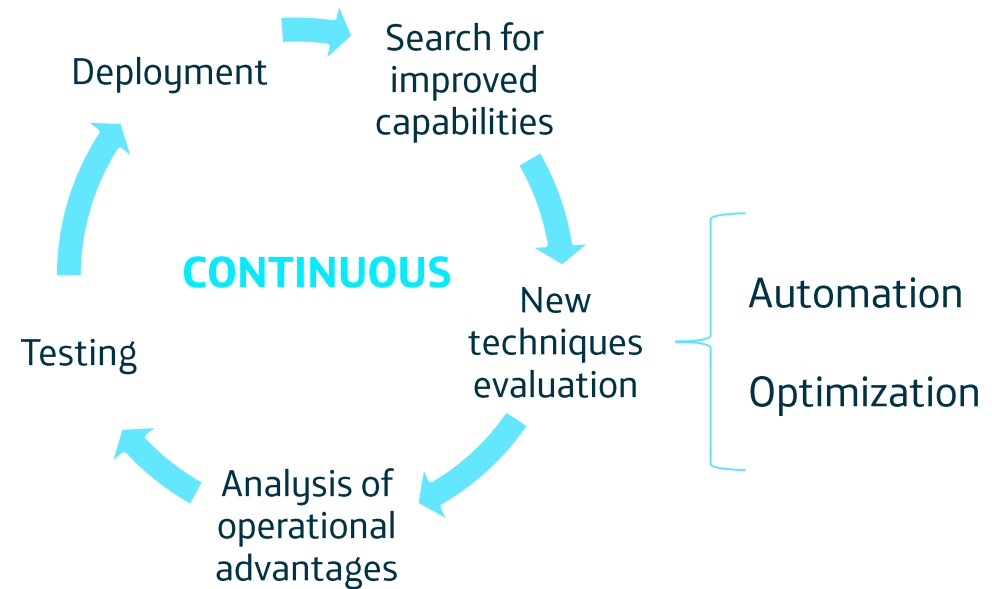 Deployment
Search for
improved
capabilities
CONTINUOUS
New
techniques
evaluation
Automation
Optimization
Testing
Analysis of
operational
advantages